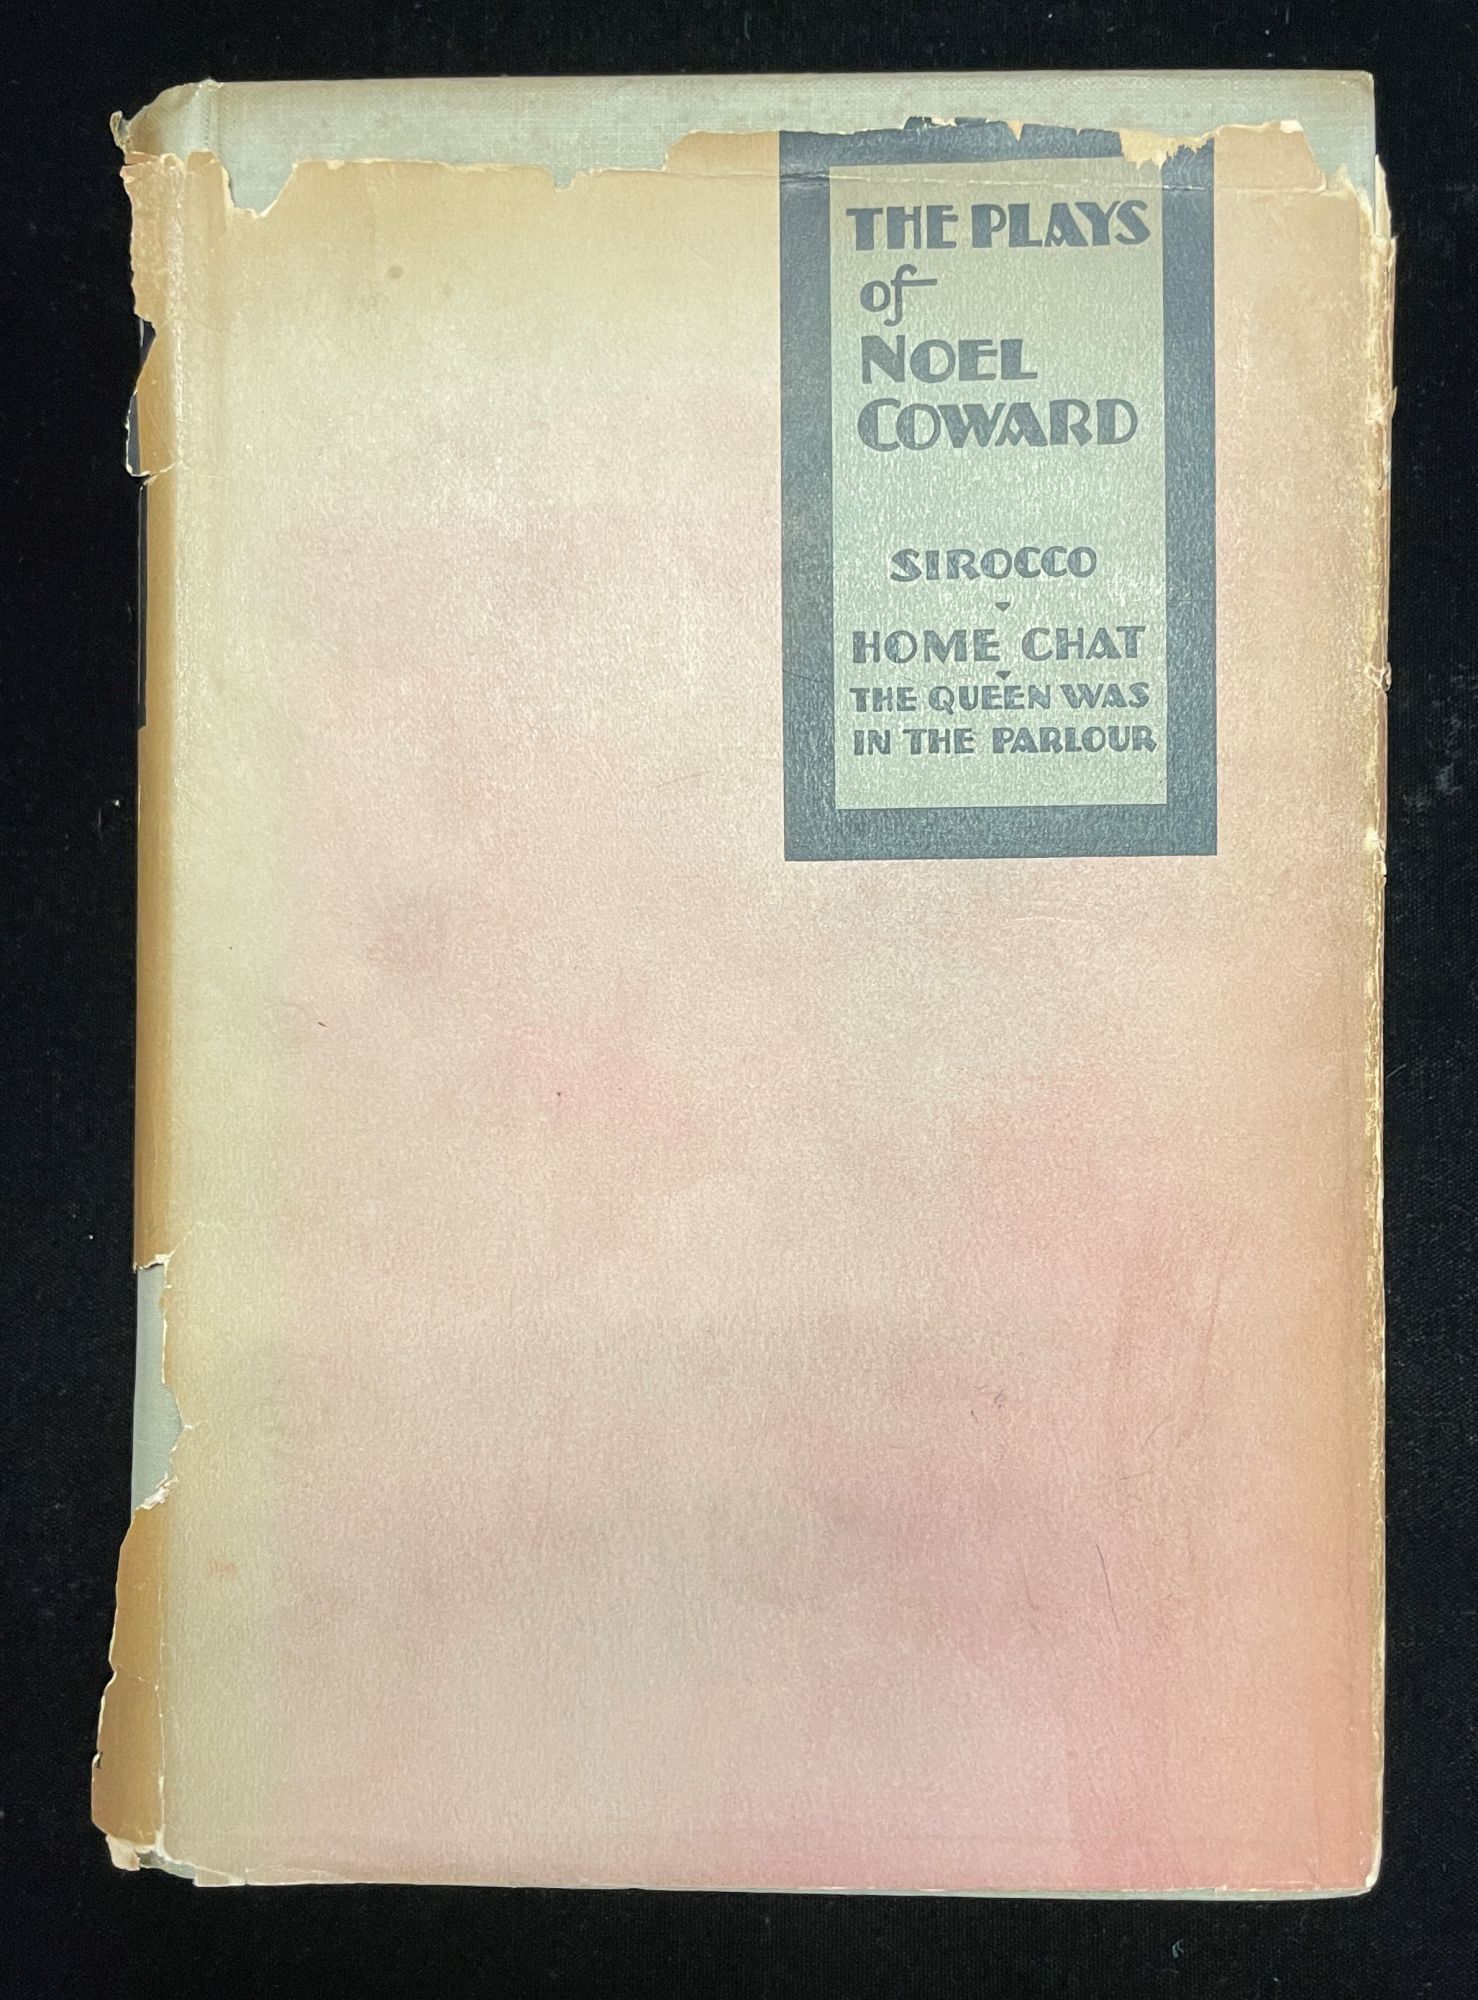 THE PLAYS
of
NOEL
COWARD
SIROCCO
HOME CHAT
THE QUEEN WAS
IN THE PARLOUR